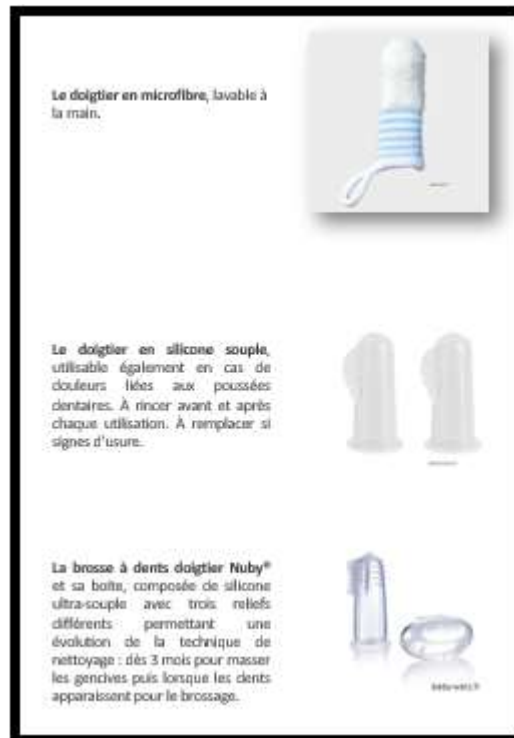 Le doigtier en microfibre, lavable à
la main.
Le doigtier en silicone souple,
utilisable également en cas de
douleurs liées aux poussées
dentaires. À rincer avant et après
chaque utilisation. À remplacer si
signes d'usure.
La brosse à dents doigtier Nuby®
et sa boite, composée de silicone
ultra-souple avec trois reliefs
différents permettant une
évolution de la technique de
nettoyage : dès 3 mois pour masser
les gencives puis lorsque les dents
apparaissent pour le brossage.